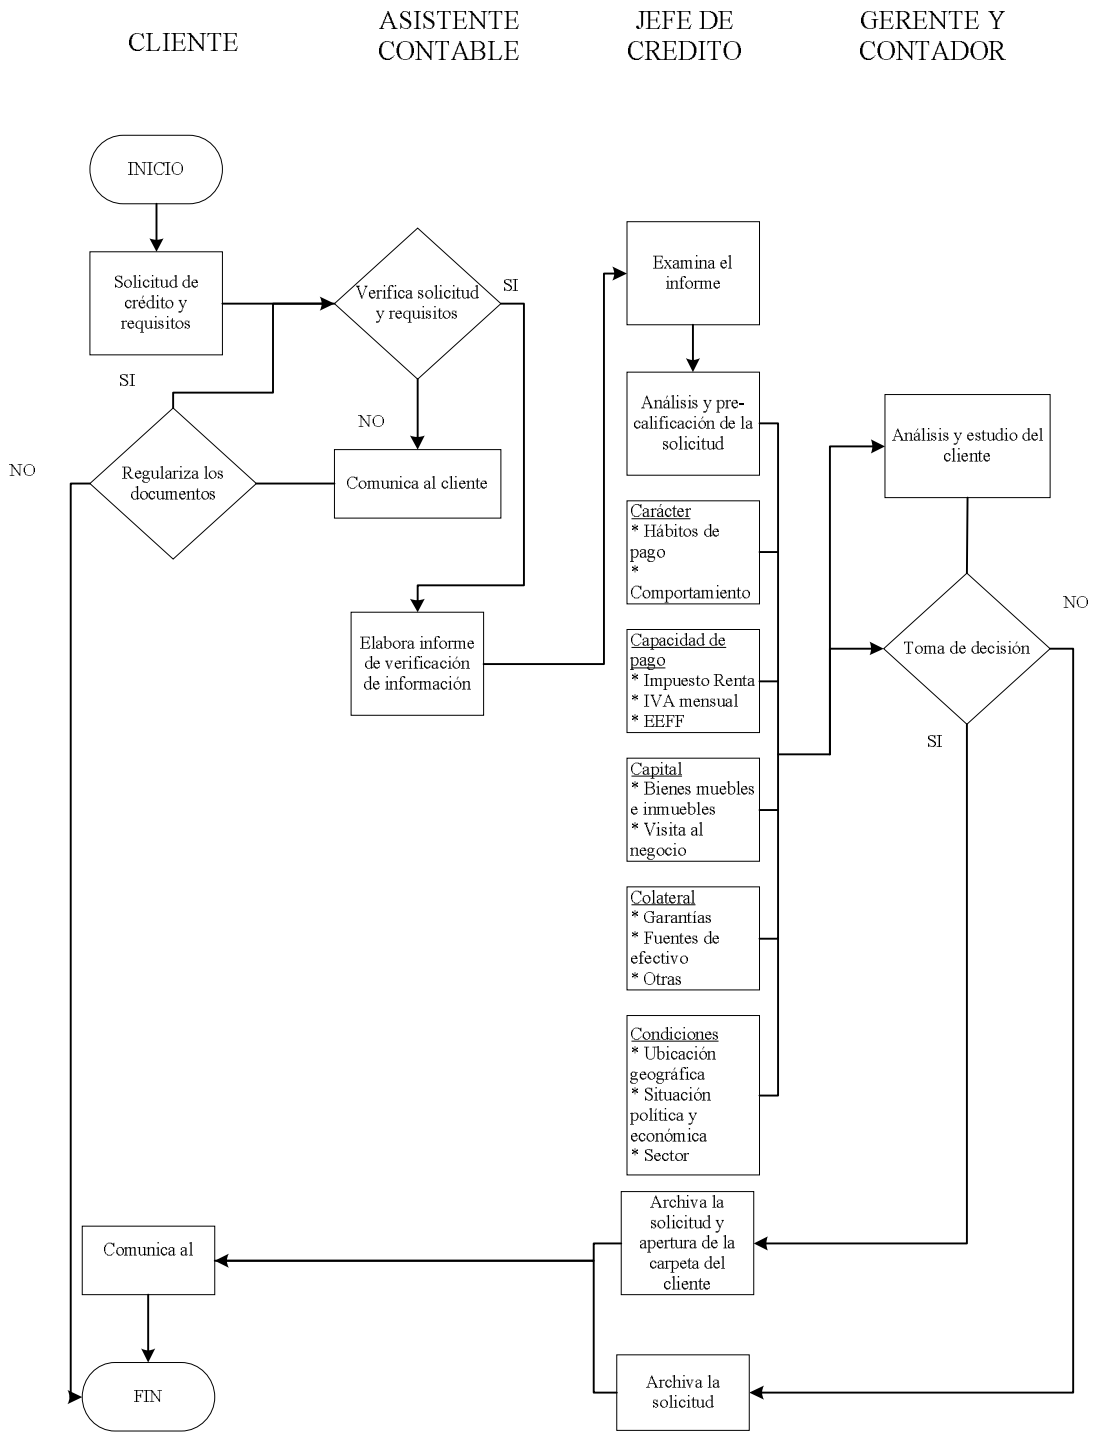 CLIENTE
ASISTENTE
CONTABLE
JEFE DE
CREDITO
GERENTE Y
CONTADOR
INICIO
Solicitud de
crédito y
requisitos
Verifica solicitud
y requisitos
SI
NO
Comunica al cliente
SI
Regulariza los
documentos
NO
Elabora informe
de verificación
de información
Examina el
informe
Análisis y pre-
calificación de la
solicitud
Carácter
* Hábitos de
pago
*
Comportamiento
Capacidad de
pago
* Impuesto Renta
* IVA mensual
* EEFF
Capital
* Bienes muebles
e inmuebles
* Visita al
negocio
Colateral
* Garantías
* Fuentes de
efectivo
* Otras
Condiciones
* Ubicación
geográfica
* Situación
política y
económica
* Sector
Análisis y estudio del
cliente
Toma de decisión
NO
SI
Archiva la
solicitud y
apertura de la
carpeta del
cliente
Comunica al
Archiva la
solicitud
FIN